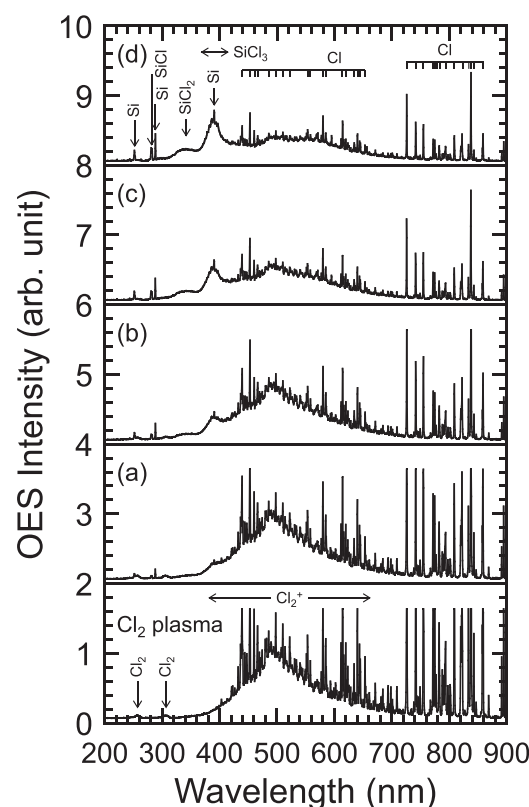 10
(d)
SiCl3
Cl
Cl
Si
Si SiCl
SiCl2
Si
8
(c)
6
(b)
4
(a)
2
Cl2+
Cl2 plasma
Cl2
Cl2
0
1
3
5
7
9
OES Intensity (arb. unit)
200 300 400 500 600 700 800 900
Wavelength (nm)